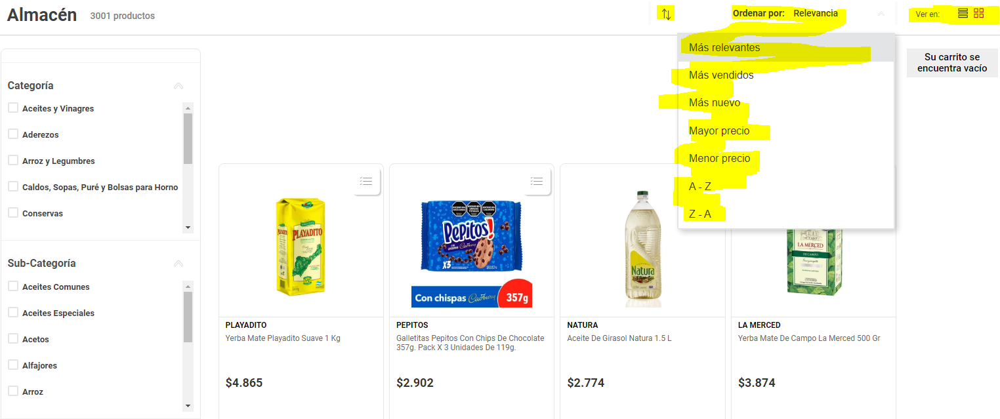 Almacén
3001 productos
Ordenar por: Relevancia
Ver en:
Más relevantes
Más vendidos
Más nuevo
Mayor precio
Menor precio
A - Z
Z - A
Su carrito se
encuentra vacío
Categoría
Aceites y Vinagres
Aderezos
Arroz y Legumbres
Caldos, Sopas, Puré y Bolsas para Horno
Conservas
Sub-Categoría
Aceites Comunes
Aceites Especiales
Acetos
Alfajores
Arroz
PLAYADITO
PLAYADITO
Yerba Mate Playadito Suave 1 Kg
$4.865
Pepitos!
X3
Con chispas Cadbury 357g
PEPITOS
Galletitas Pepitos Con Chips De Chocolate
357g. Pack X 3 Unidades De 119g.
$2.902
Natura
NATURA
Aceite De Girasol Natura 1.5 L
$2.774
LA MERCED
DE CAMPO
LA MERCED
Yerba Mate De Campo La Merced 500 Gr
$3.874